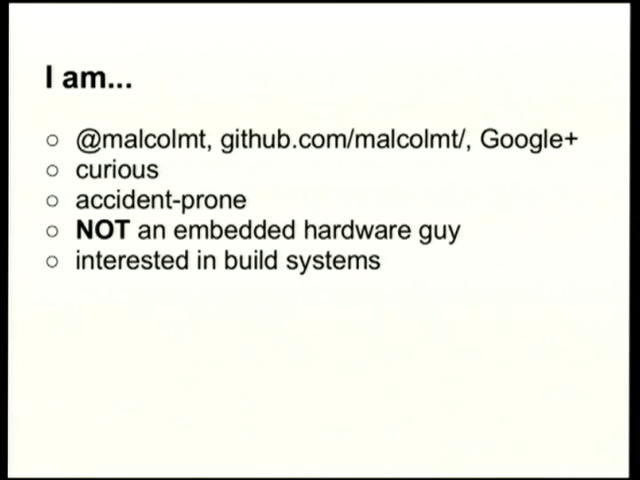 I am...
○ @malcolmt, github.com/malcolmt/, Google+
○ curious
○ accident-prone
○ NOT an embedded hardware guy
○ interested in build systems